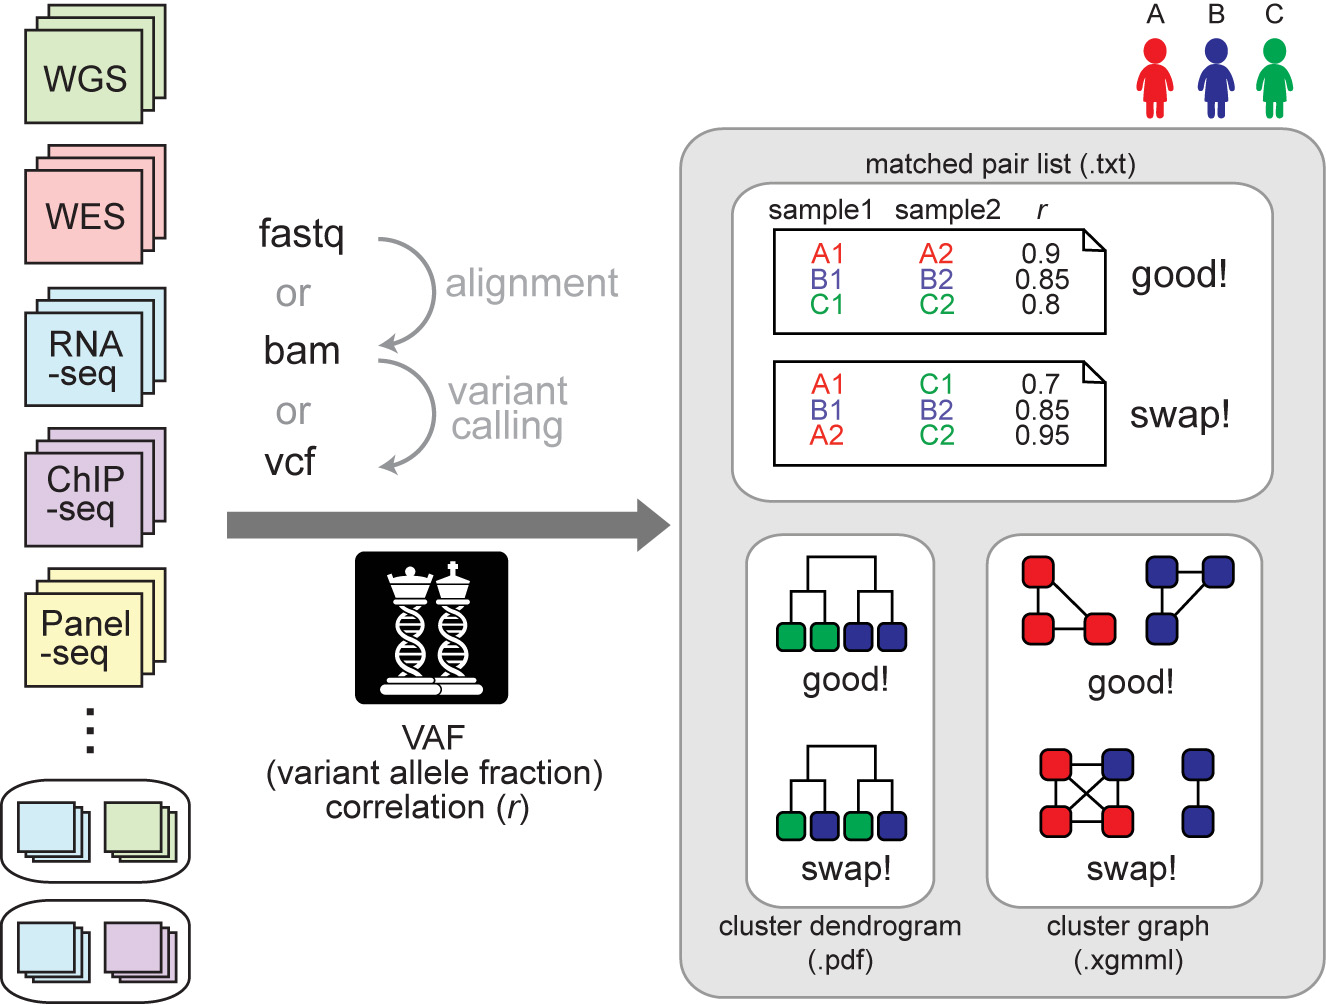 WGS
WES
RNA
-seq
ChIP
-seq
Panel
-seq
fastq
or
bam
or
vcf
alignment
variant
calling
VAF
(variant allele fraction)
correlation (r)
A B C
matched pair list (.txt)
sample1 sample2 r
A1 A2 0.9
B1 B2 0.85
C1 C2 0.8
good!
A1 C1 0.7
B1 B2 0.85
A2 C2 0.95
swap!
good!
swap!
cluster dendrogram
(.pdf)
good!
swap!
cluster graph
(.xgmml)